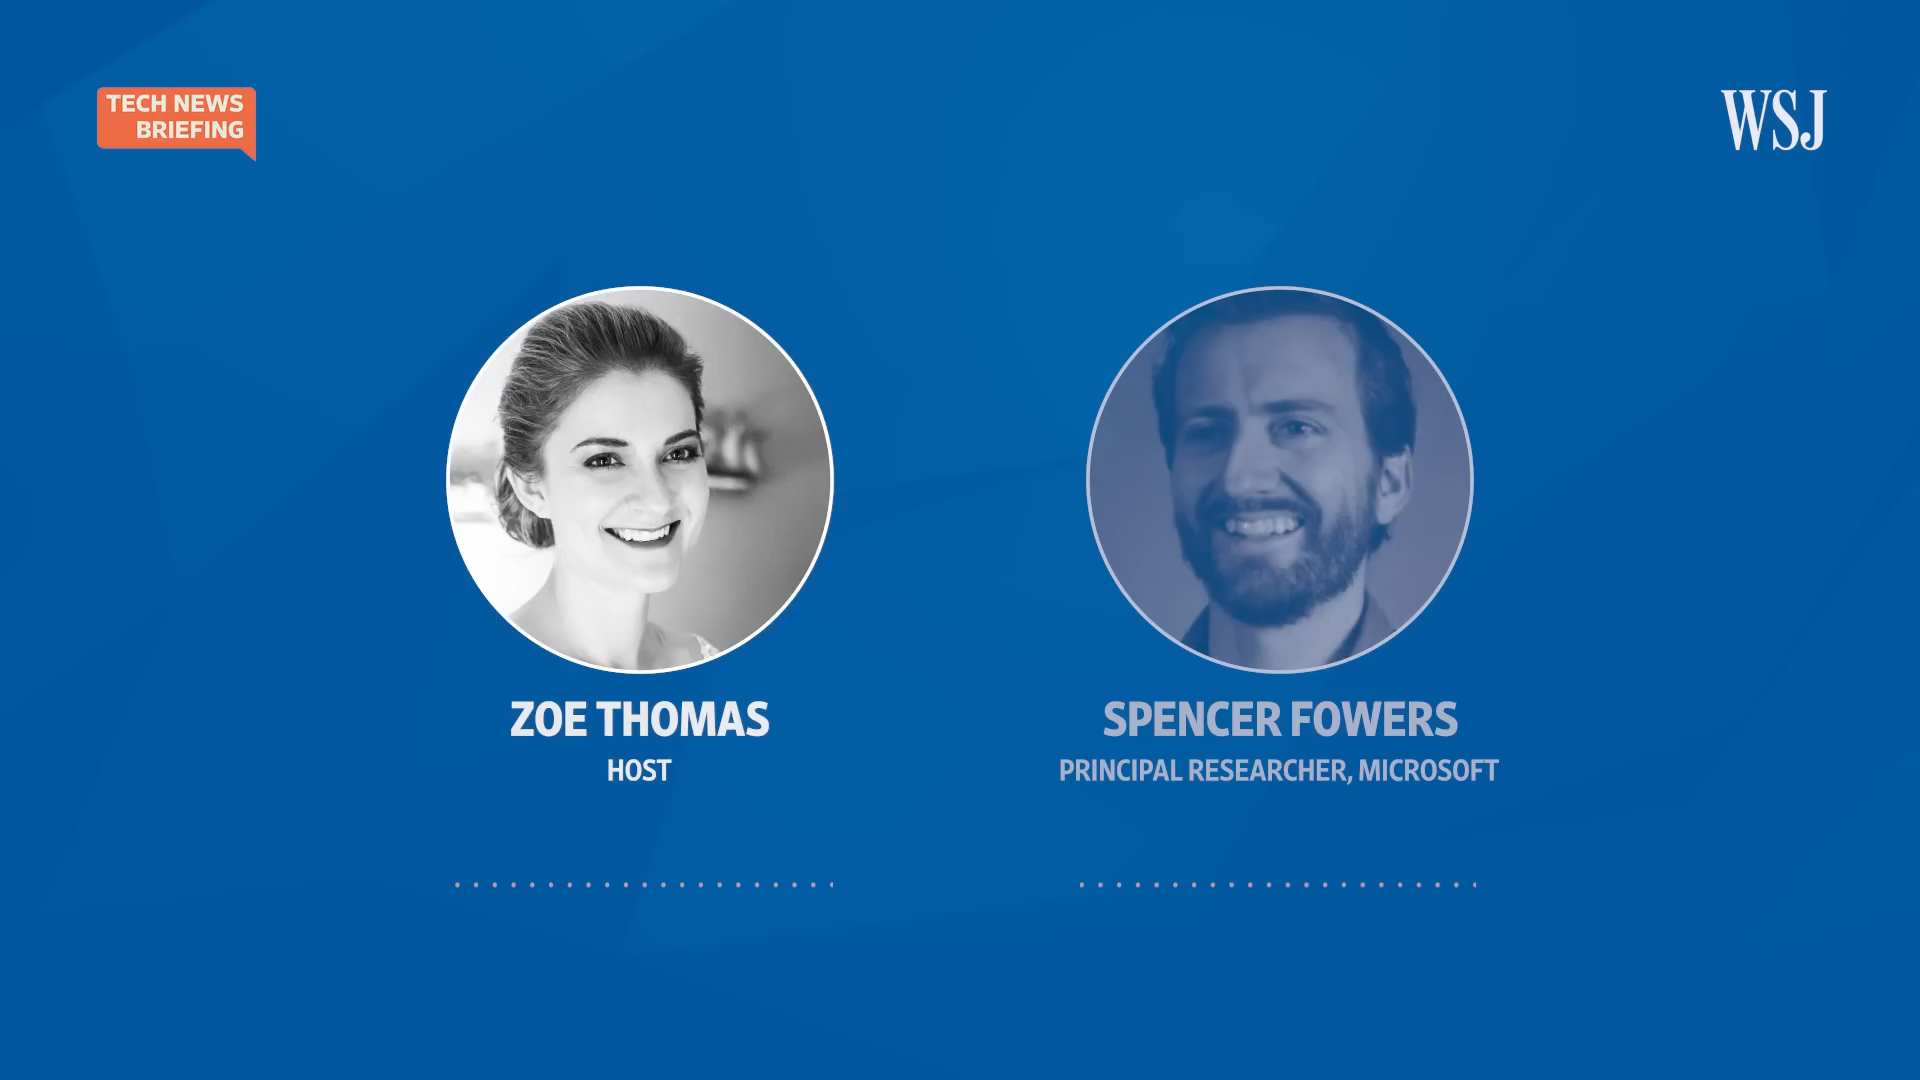 TECH NEWS
BRIEFING
WSJ
ZOE THOMAS
HOST
SPENCER FOWERS
PRINCIPAL RESEARCHER, MICROSOFT